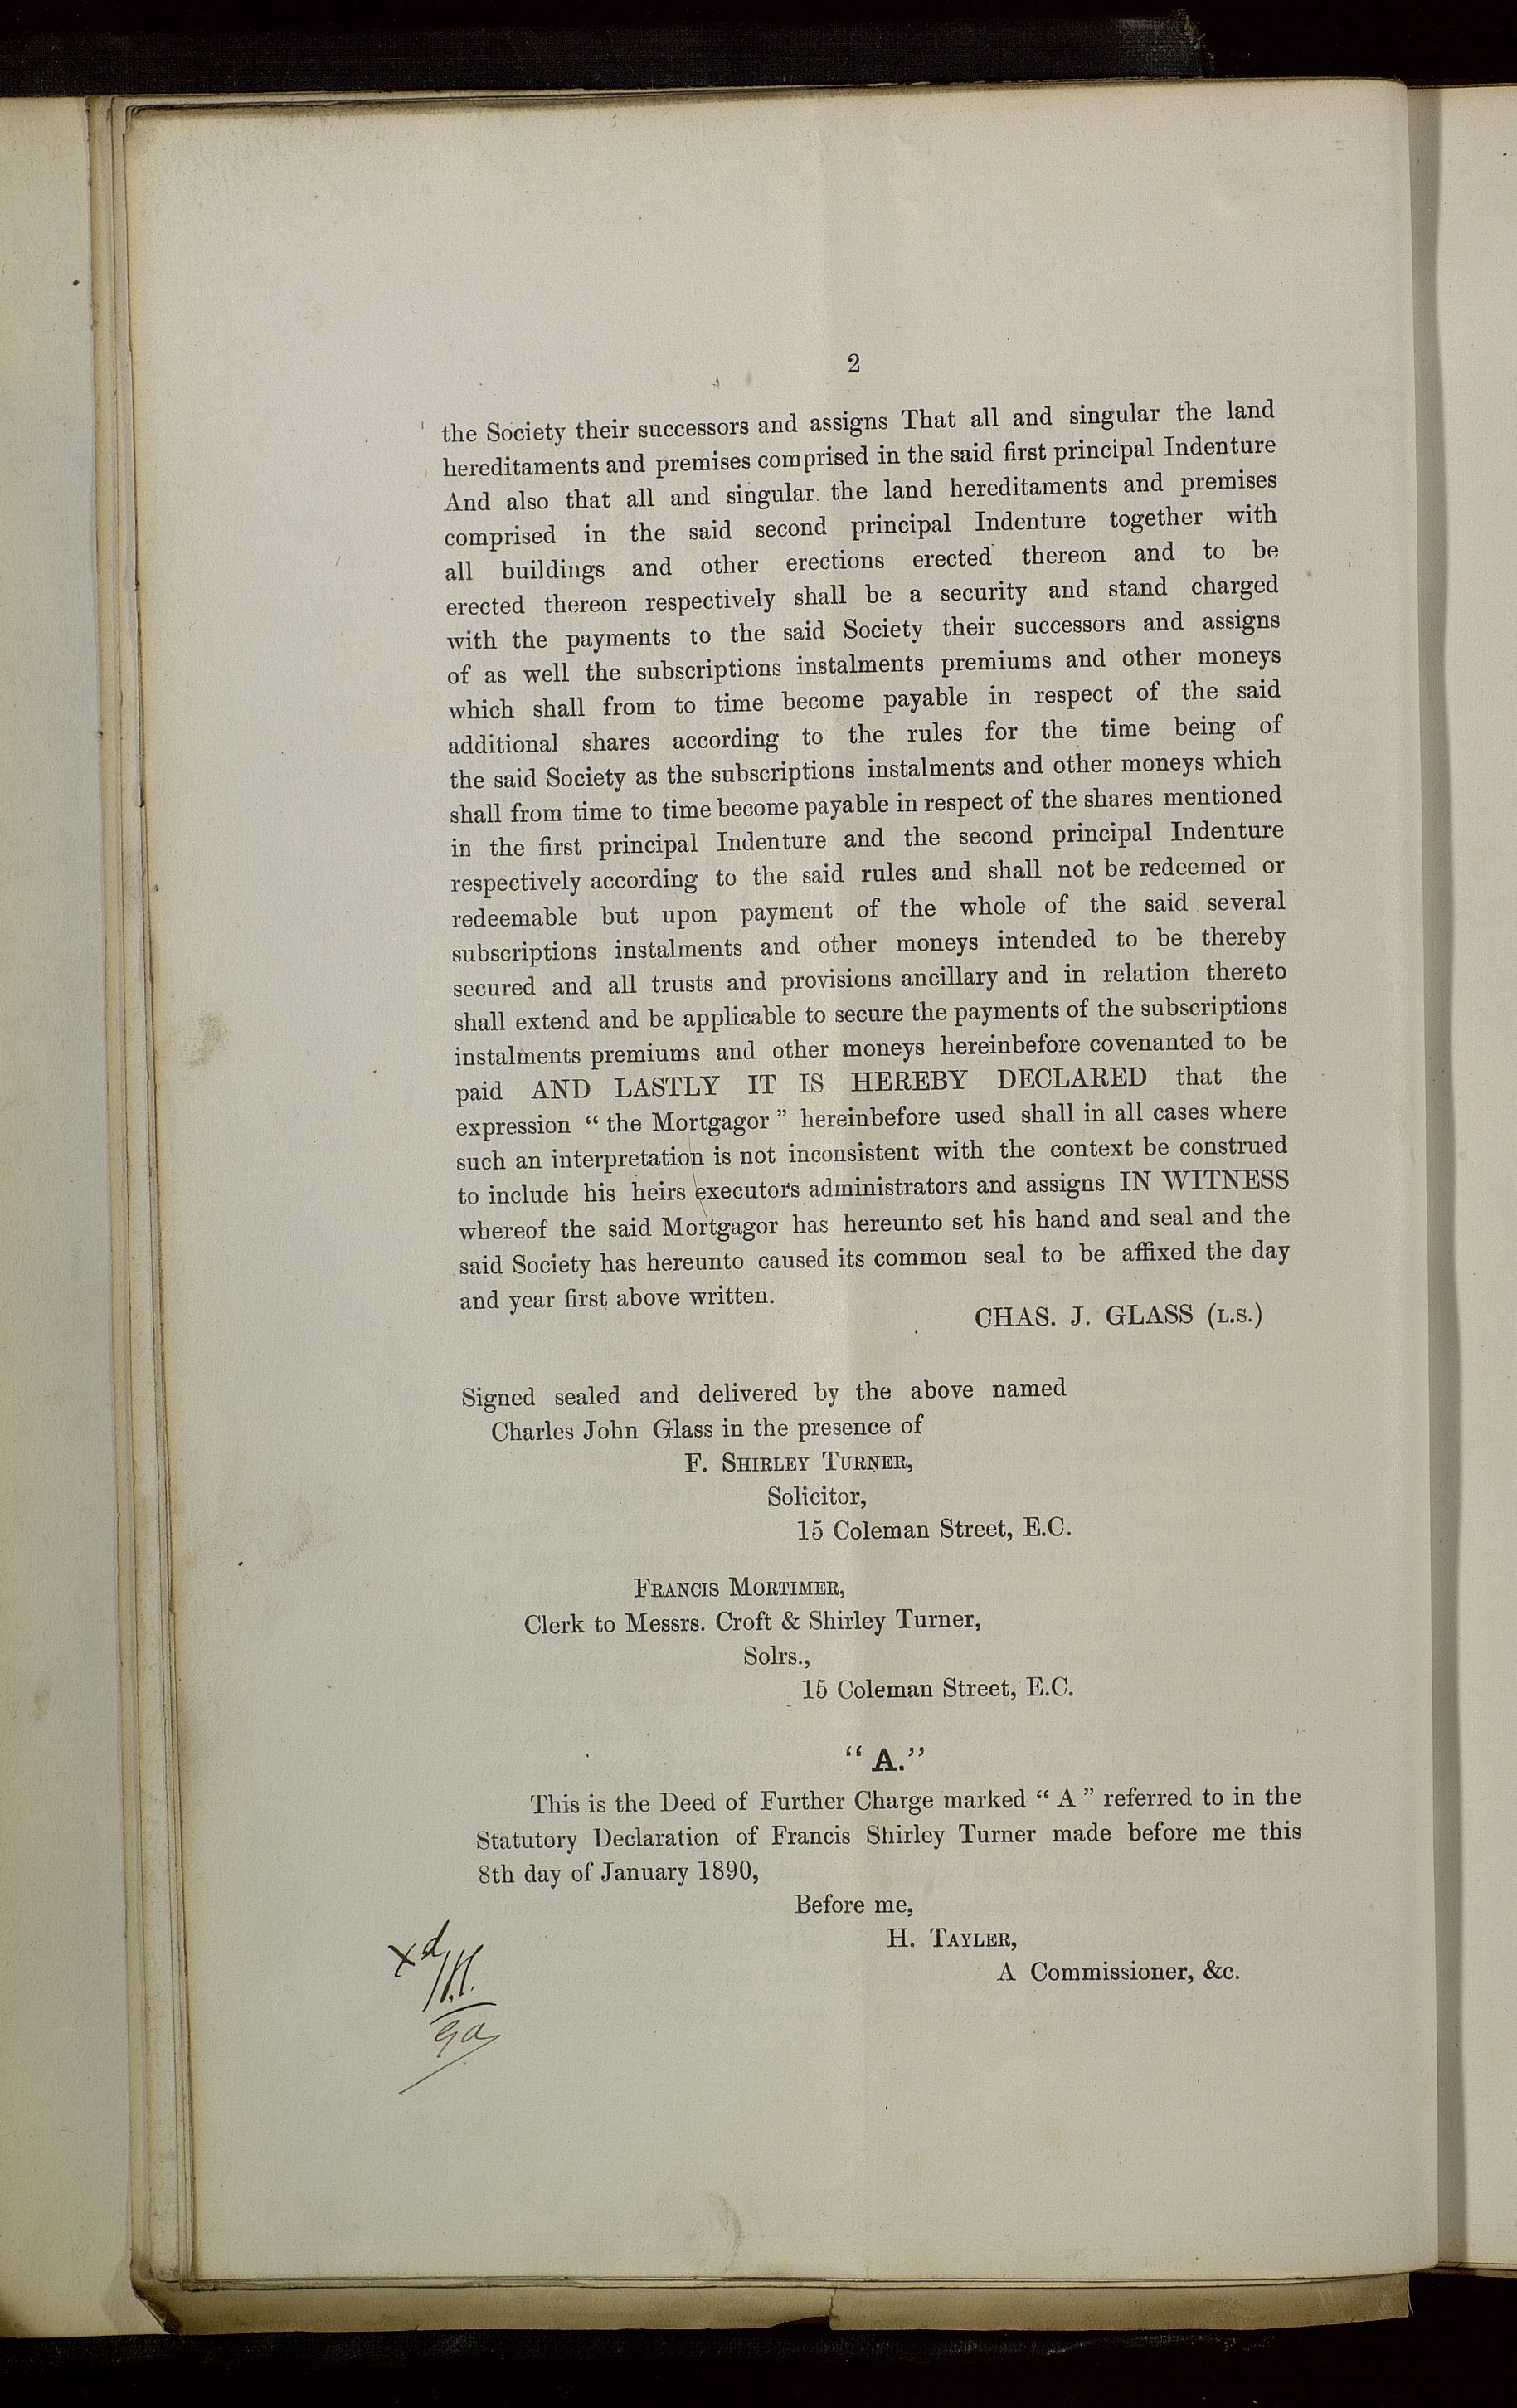 2
the Society their successors and assigns That all and singular the land
hereditaments and premises comprised in the said first principal Indenture
And also that all and singular the land hereditaments and premises
comprised in the said second principal Indenture together with
all buildings and other erections erected thereon and to be
erected thereon respectively shall be a security and stand charged
with the payments to the said Society their successors and assigns
of as well the subscriptions instalments premiums and other moneys
which shall from to time become payable in respect of the said
additional shares according to the rules for the time being of
the said Society as the subscriptions instalments and other moneys which
shall from time to time become payable in respect of the shares mentioned
in the first principal Indenture and the second principal Indenture
respectively according to the said rules and shall not be redeemed or
redeemable but upon payment of the whole of the said several
subscriptions instalments and other moneys intended to be thereby
secured and all trusts and provisions ancillary and in relation thereto
shall extend and be applicable to secure the payments of the subscriptions
instalments premiums and other moneys hereinbefore covenanted to be
paid AND LASTLY IT IS HEREBY DECLARED that the
expression “ the Mortgagor ” hereinbefore used shall in all cases where
such an interpretation is not inconsistent with the context be construed
to include his heirs executors administrators and assigns IN WITNESS
whereof the said Mortgagor has hereunto set his hand and seal and the
said Society has hereunto caused its common seal to be affixed the day
and year first above written.
CHAS. J. GLASS (L.S.)
Signed sealed and delivered by the above named
Charles John Glass in the presence of
F. SHIRLEY TURNER,
Solicitor,
15 Coleman Street, E.C.
FRANCIS MORTIMER,
Clerk to Messrs. Croft & Shirley Turner,
Solrs.,
15 Coleman Street, E.C.
“ A.”
This is the Deed of Further Charge marked “ A ” referred to in the
Statutory Declaration of Francis Shirley Turner made before me this
8th day of January 1890,
Before me,
H. TAYLER,
A Commissioner, &c.